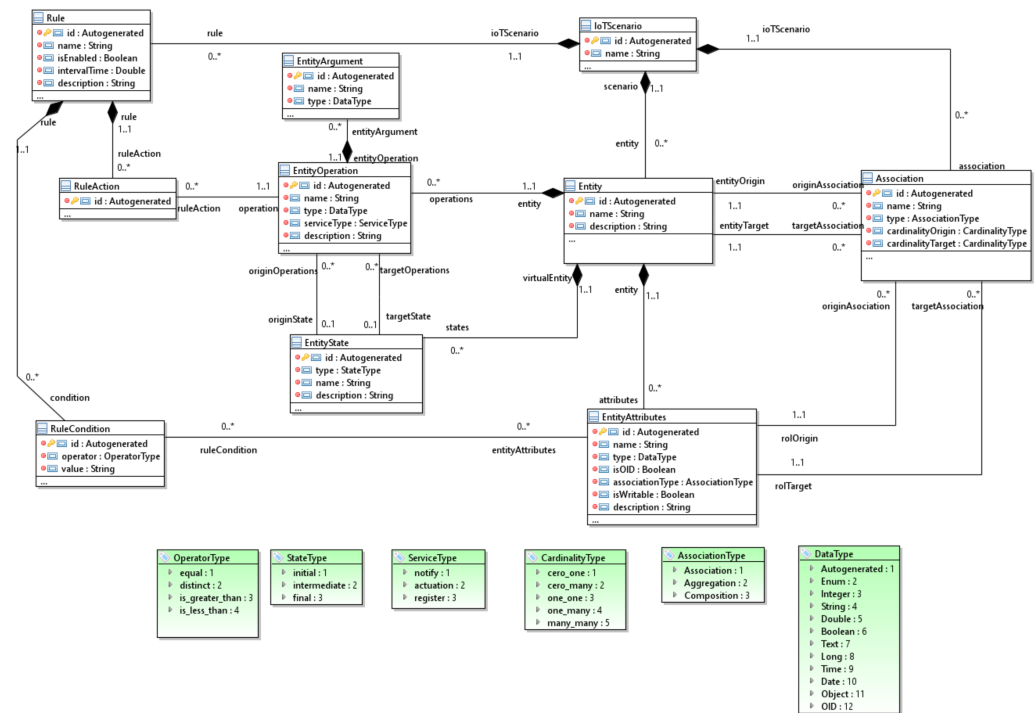 Rule
id : Autogenerated
name : String
isEnabled : Boolean
intervalTime : Double
description : String
...
rule
0..*
ioTScenario
1..1
IoTScenario
id : Autogenerated
name : String
...
ioTScenario
1..1
0..*
association
EntityArgument
id : Autogenerated
name : String
type : DataType
...
0..*
entityArgument
1..1
entityOperation
scenario
1..1
entity
0..*
rule
1..1
rule
1..1
ruleAction
0..*
RuleAction
id : Autogenerated
...
0..*
ruleAction
1..1
operation
EntityOperation
id : Autogenerated
name : String
type : DataType
serviceType : ServiceType
description : String
...
0..*
operations
1..1
entity
Entity
id : Autogenerated
name : String
description : String
...
entityOrigin
originAssociation
1..1
0..*
entityTarget
targetAssociation
1..1
0..*
Association
id : Autogenerated
name : String
type : AssociationType
cardinalityOrigin : CardinalityType
cardinalityTarget : CardinalityType
...
originOperations
0..*
0..*
targetOperations
originState
0..1
0..1
targetState
virtualEntity
1..1
states
0..*
entity
1..1
0..*
attributes
0..*
originAsociation
0..*
targetAssociation
EntityState
id : Autogenerated
type : StateType
name : String
description : String
...
0..*
condition
RuleCondition
id : Autogenerated
operator : OperatorType
value : String
...
0..*
ruleCondition
0..*
entityAttributes
EntityAttributes
id : Autogenerated
name : String
type : DataType
isOID : Boolean
associationType : AssociationType
isWritable : Boolean
description : String
...
1..1
rolOrigin
1..1
rolTarget
OperatorType
equal : 1
distinct : 2
is_greater_than : 3
is_less_than : 4
StateType
initial : 1
intermediate : 2
final : 3
ServiceType
notify : 1
actuation : 2
register : 3
CardinalityType
cero_one : 1
cero_many : 2
one_one : 3
one_many : 4
many_many : 5
AssociationType
Association : 1
Aggregation : 2
Composition : 3
DataType
Autogenerated : 1
Enum : 2
Integer : 3
String : 4
Double : 5
Boolean : 6
Text : 7
Long : 8
Time : 9
Date : 10
Object : 11
OID : 12